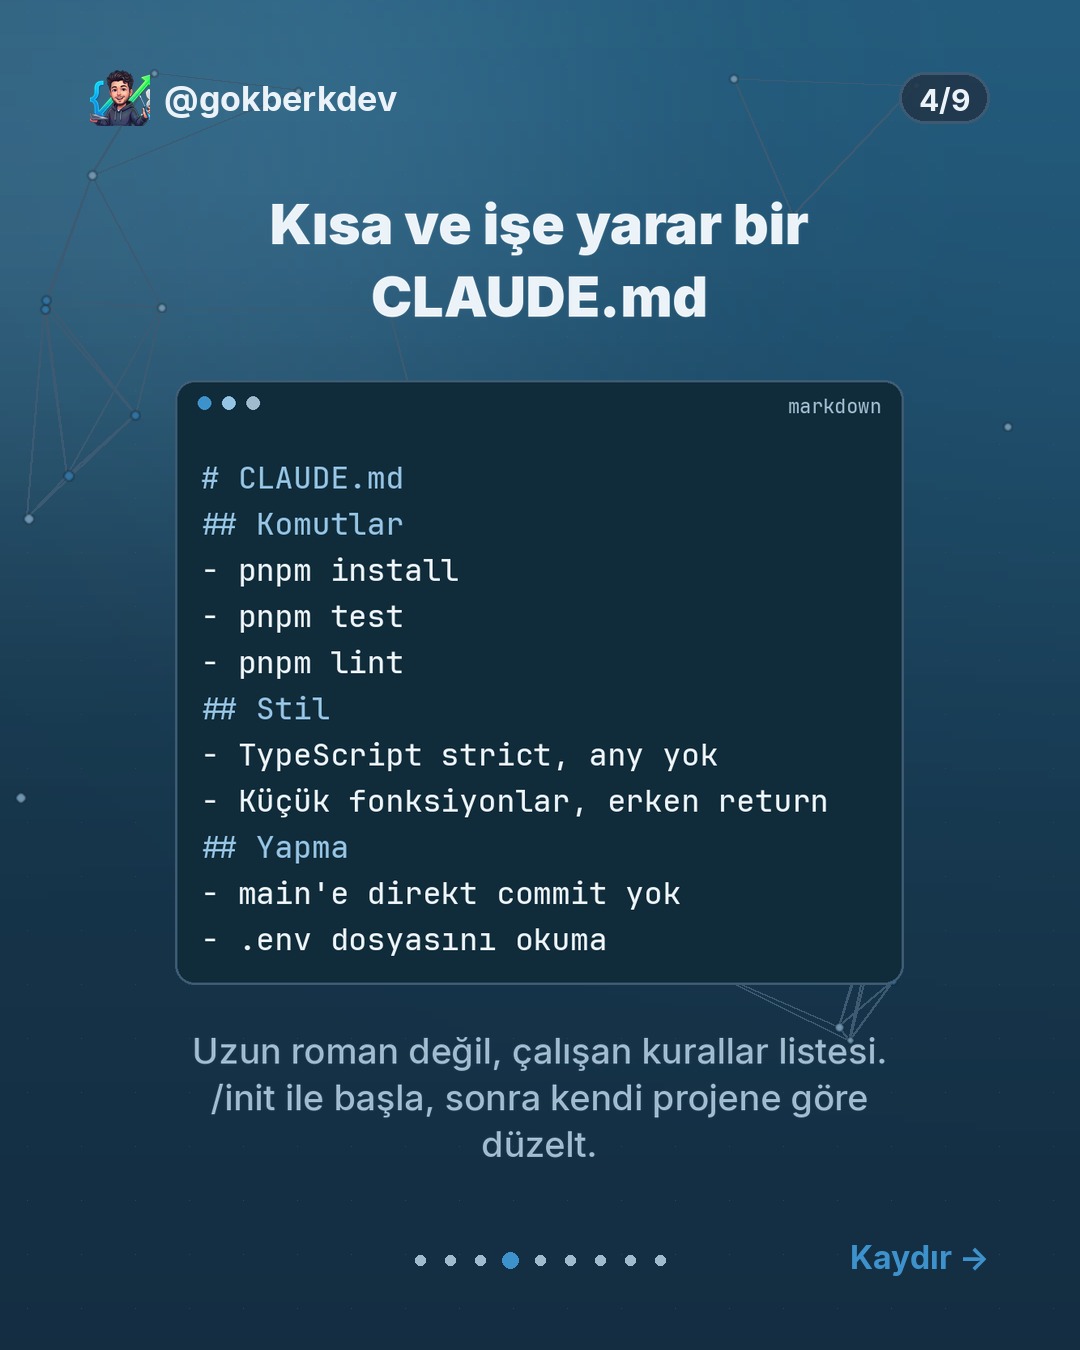 @gokberkdev
4/9
Kısa ve işe yarar bir
CLAUDE.md
markdown
# CLAUDE.md
## Komutlar
- pnpm install
- pnpm test
- pnpm lint
## Stil
- TypeScript strict, any yok
- Küçük fonksiyonlar, erken return
## Yapma
- main'e direkt commit yok
- .env dosyasını okuma
Uzun roman değil, çalışan kurallar listesi.
/init ile başla, sonra kendi projene göre
düzelt.
Kaydır →